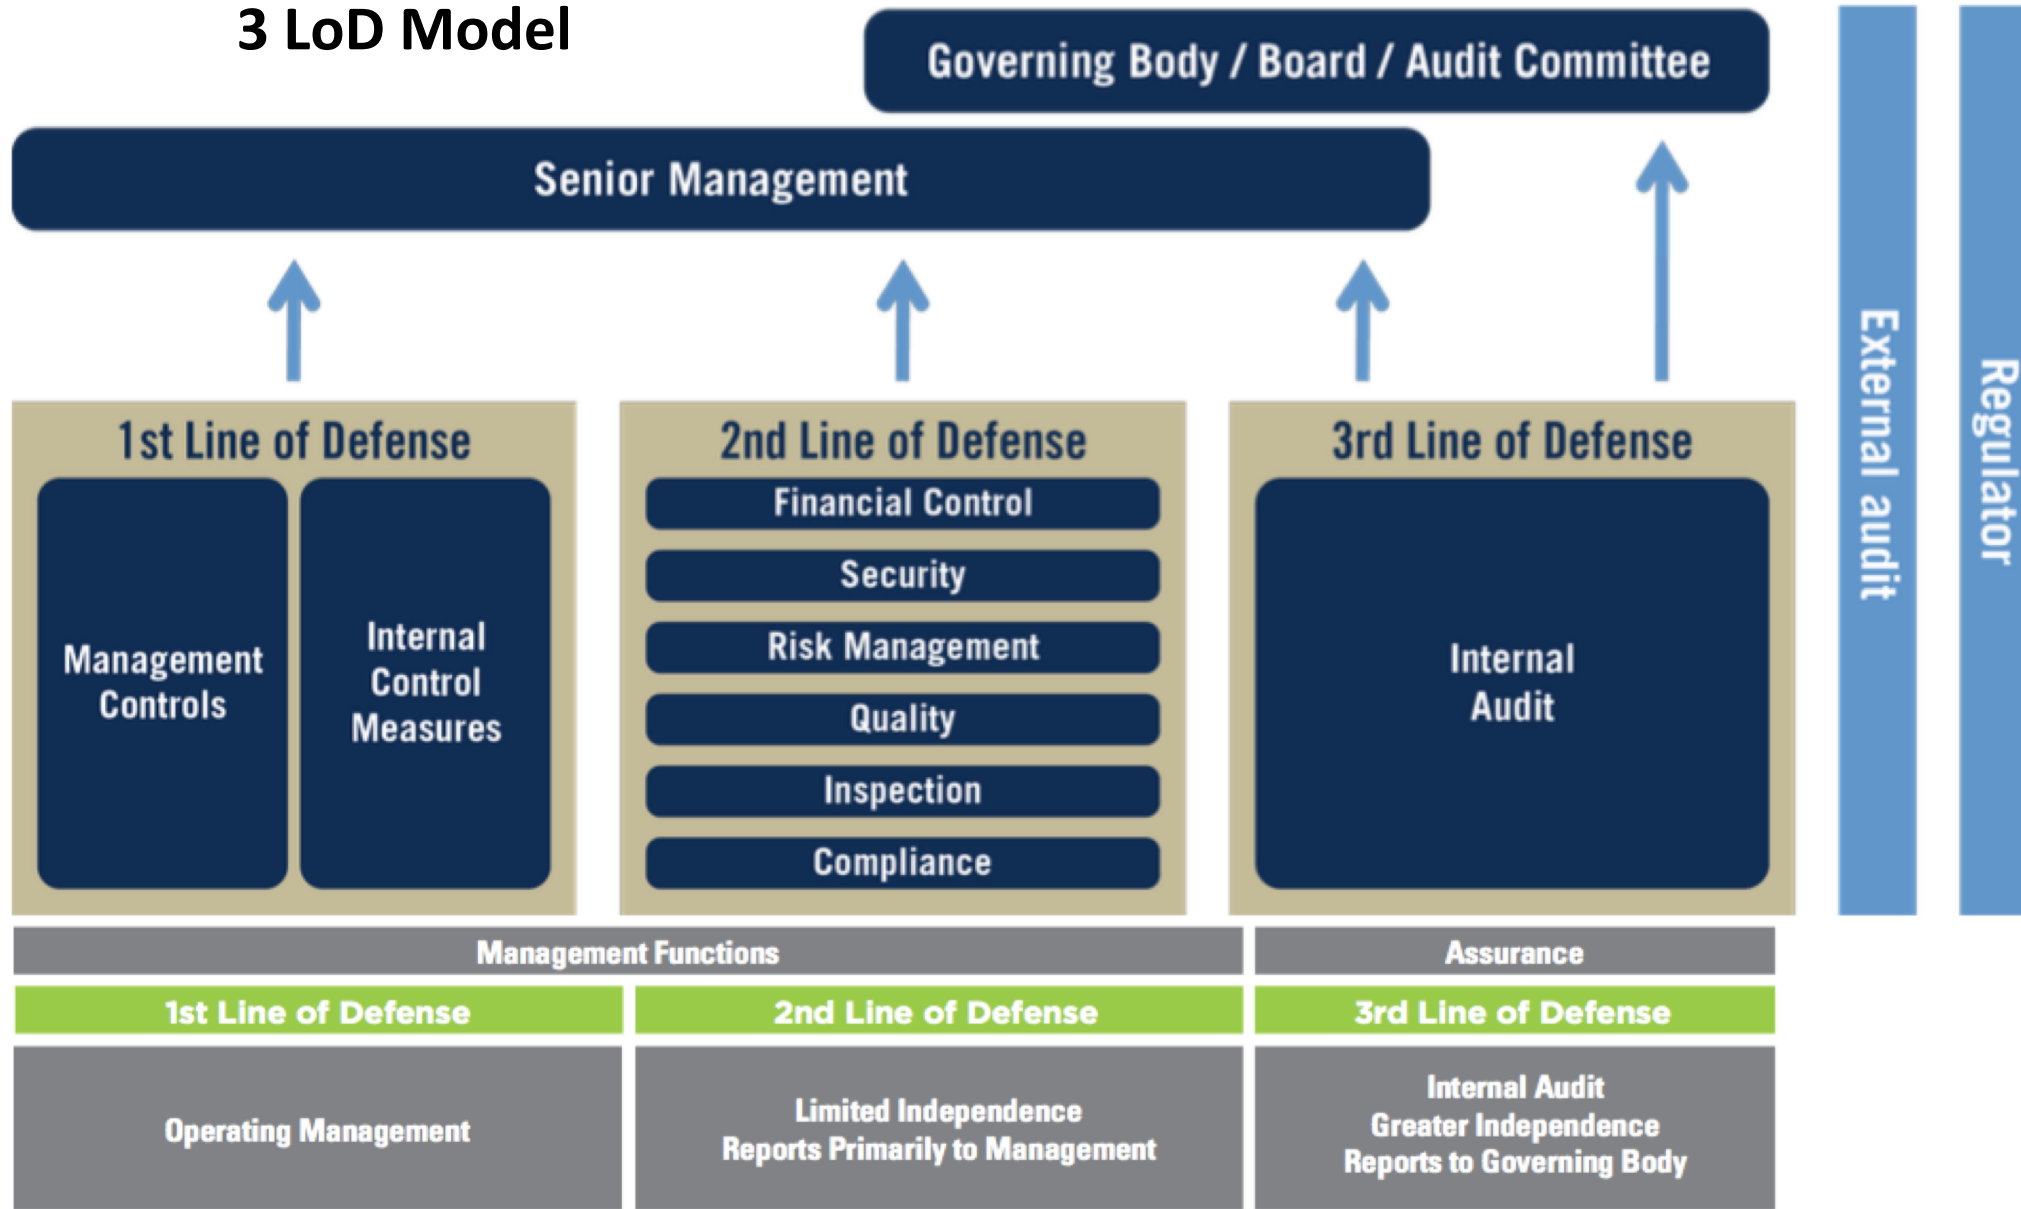 3 LoD Model
Governing Body / Board / Audit Committee
Senior Management
1st Line of Defense
Management
Controls
Internal
Control
Measures
2nd Line of Defense
Financial Control
Security
Risk Management
Quality
Inspection
Compliance
3rd Line of Defense
Internal
Audit
External audit
Regulator
Management Functions
Assurance
1st Line of Defense
2nd Line of Defense
3rd Line of Defense
Operating Management
Limited Independence
Reports Primarily to Management
Internal Audit
Greater Independence
Reports to Governing Body